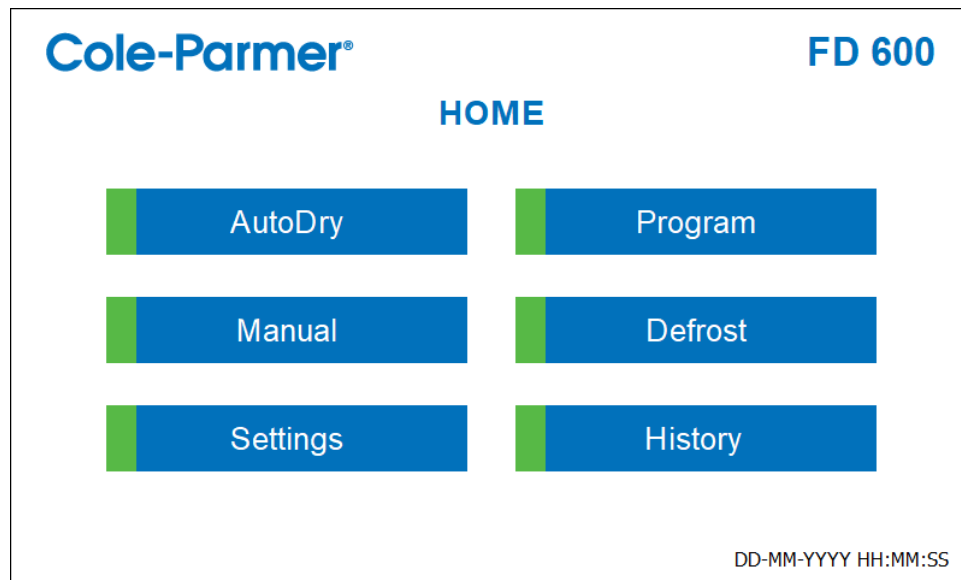 Cole-Parmer® FD 600
HOME
AutoDry Program
Manual Defrost
Settings History
DD-MM-YYYY HH:MM:SS